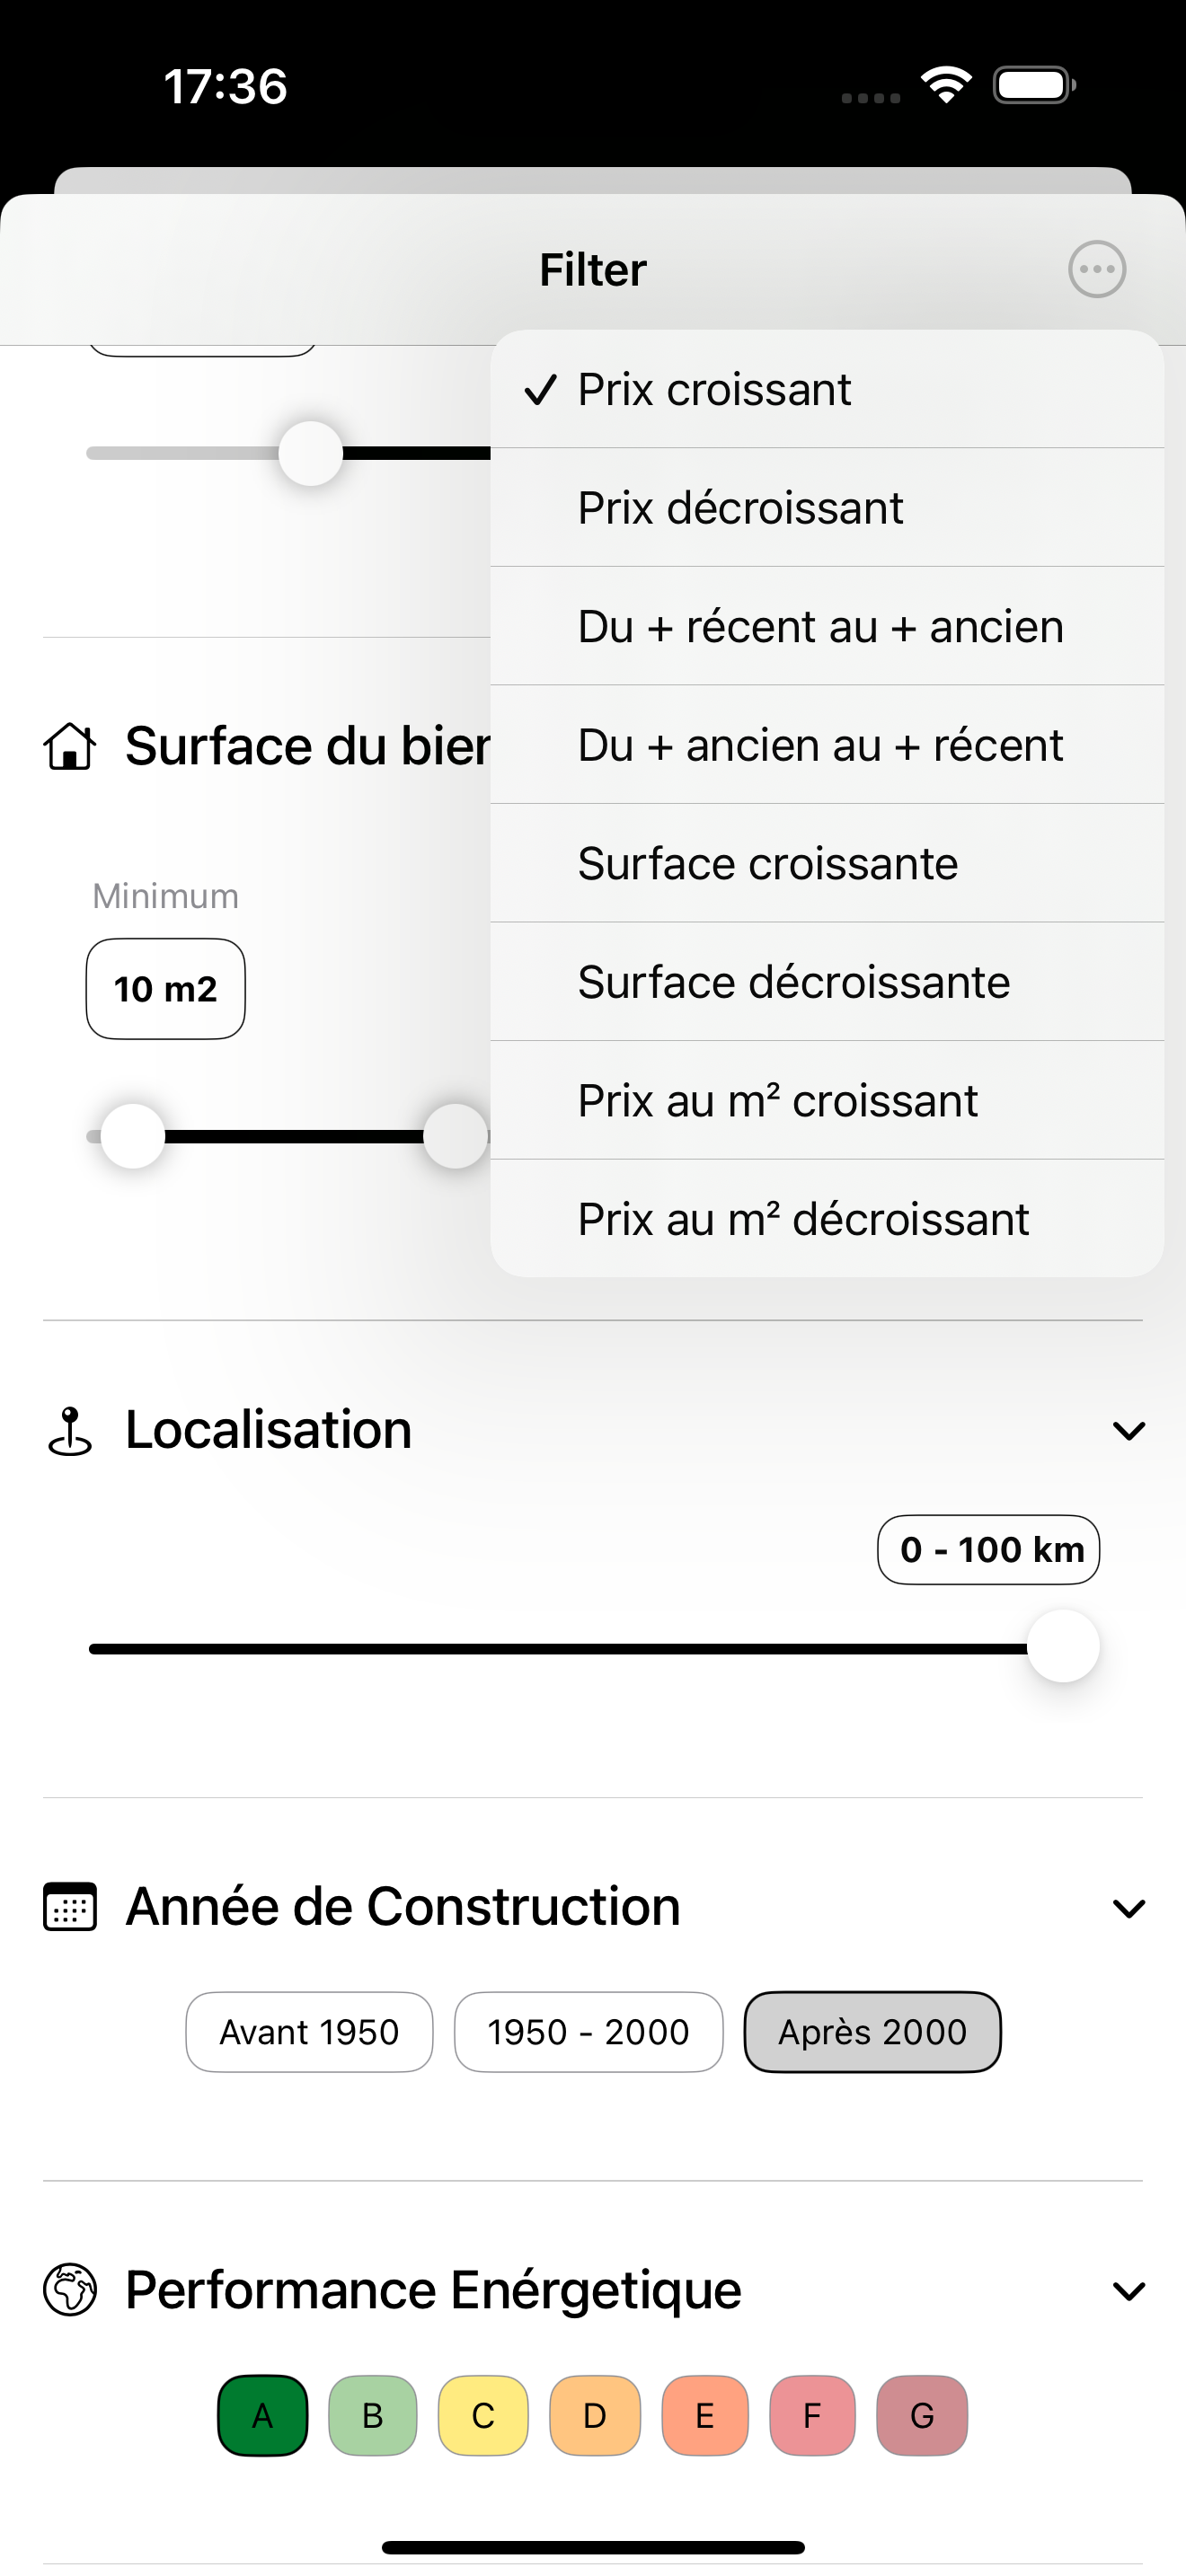 17:36
Filter
✓ Prix croissant
Prix décroissant
Du + récent au + ancien
Du + ancien au + récent
Surface croissante
Surface décroissante
Prix au m² croissant
Prix au m² décroissant
Surface du bien
Minimum
10 m2
Localisation
0 - 100 km
Année de Construction
Avant 1950
1950 - 2000
Après 2000
Performance Enérgetique
A
B
C
D
E
F
G